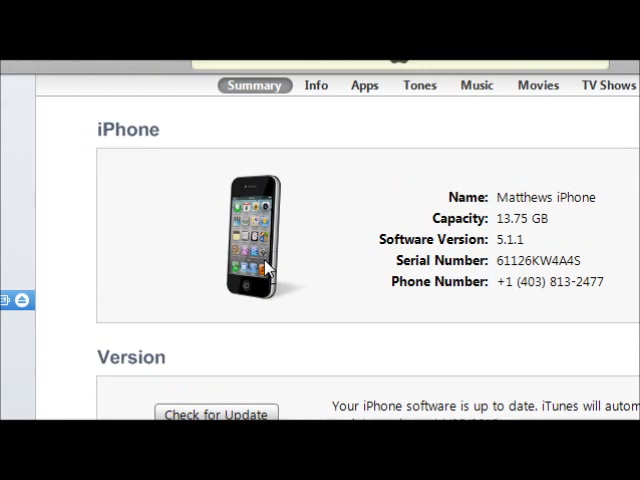 Summary Info Apps Tones Music Movies TV Shows
iPhone
Name: Matthews iPhone
Capacity: 13.75 GB
Software Version: 5.1.1
Serial Number: 61126KW4A4S
Phone Number: +1 (403) 813-2477
Version
Check for Update
Your iPhone software is up to date. iTunes will autom